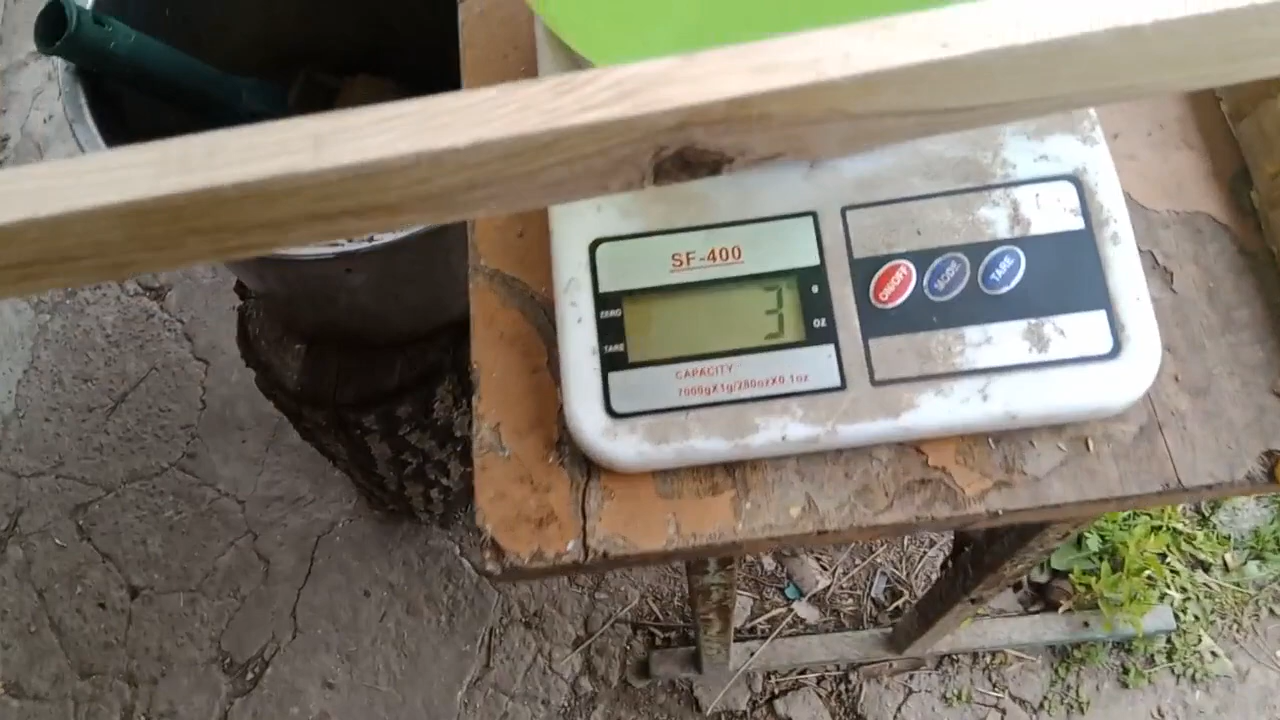 SF-400
ZERO
g
3
TARE
OZ
CAPACITY
7000gX1g/280ozX0.1oz
ON/OFF
MODE
TARE